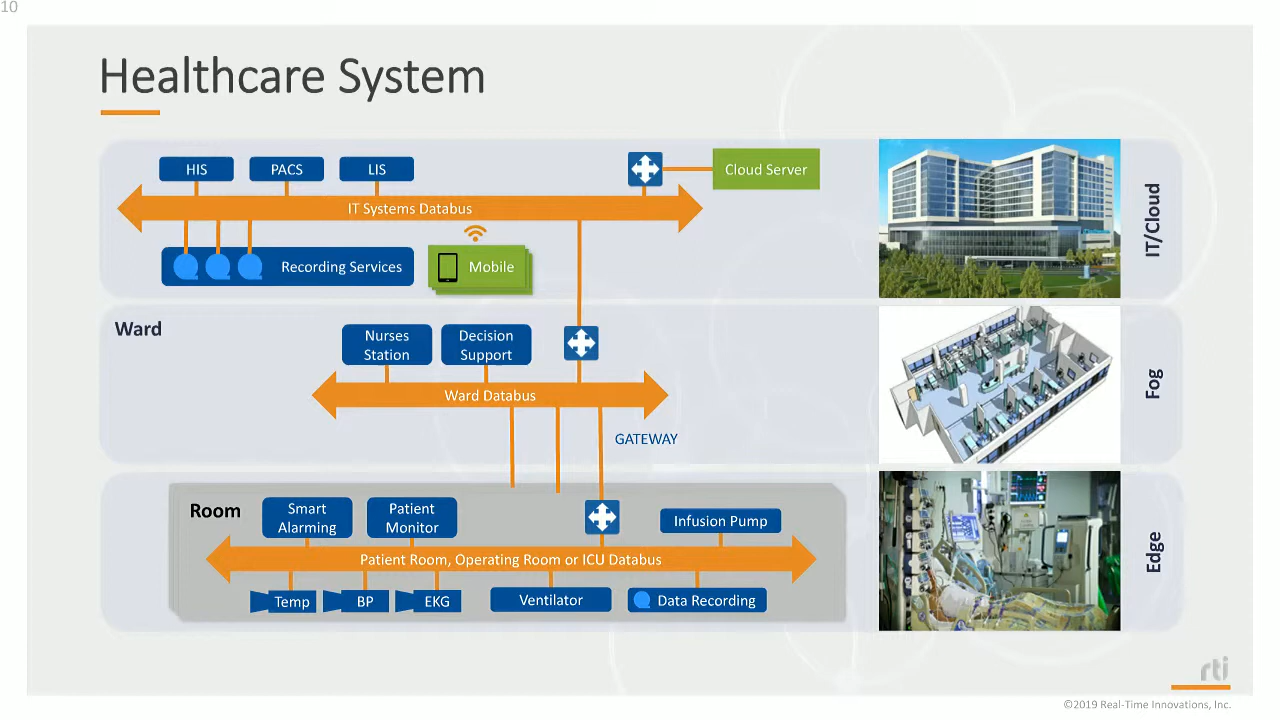 10
Healthcare System
HIS
PACS
LIS
Cloud Server
IT Systems Databus
Recording Services
Mobile
IT/Cloud
Ward
Nurses
Station
Decision
Support
Ward Databus
GATEWAY
Fog
Room
Smart
Alarming
Patient
Monitor
Infusion Pump
Patient Room, Operating Room or ICU Databus
Temp
BP
EKG
Ventilator
Data Recording
Edge
rti
©2019 Real-Time Innovations, Inc.